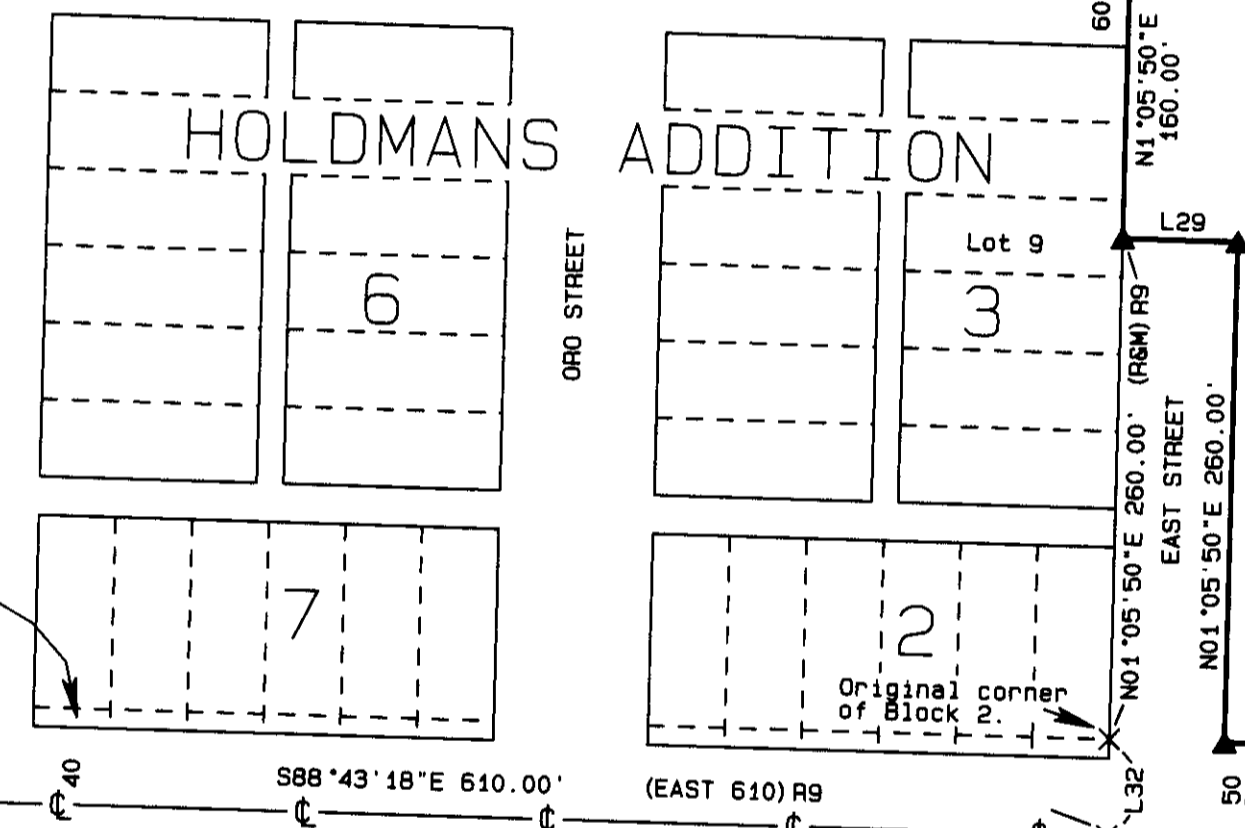 60
N1°05'50"E
160.00'
HOLDMANS ADDITION
L29
Lot 9
ORO STREET
6
3
N01°05'50"E 260.00' (R&M) R9
EAST STREET
N01°05'50"E 260.00'
7
2
Original corner
of Block 2.
40
S88°43'18"E 610.00'
(EAST 610) R9
L32
50
℄
℄
℄
℄